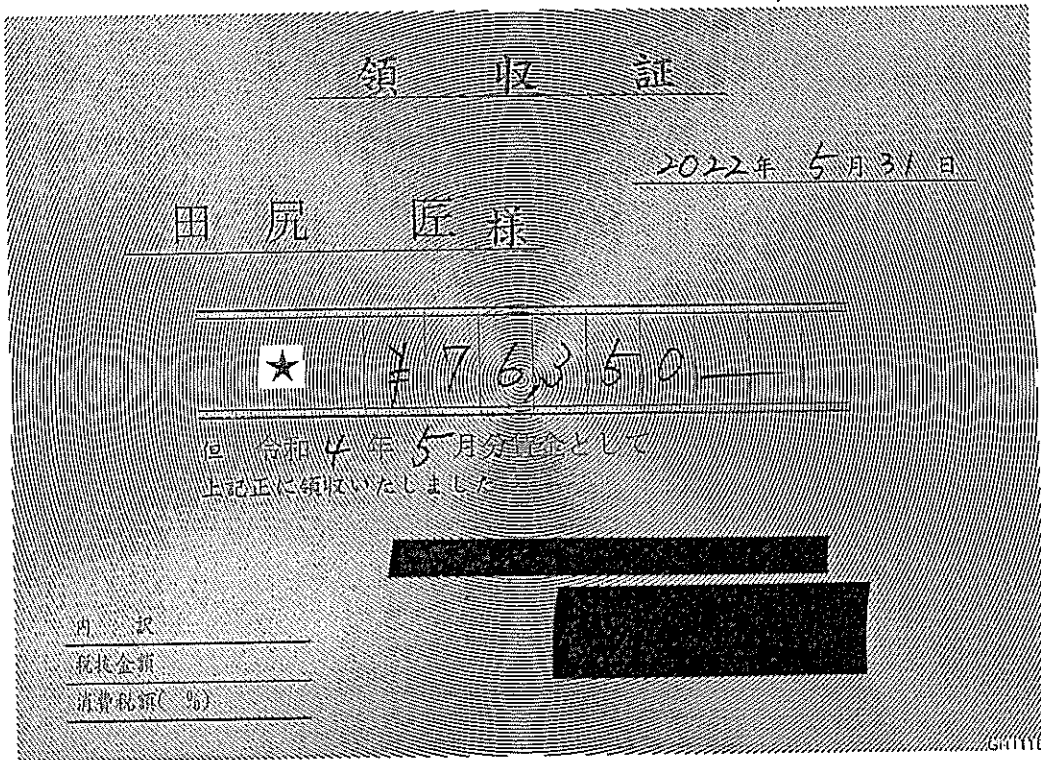 領収証
2022年 5月31日
田尻 匠 様
★ ¥76,350—
但 令和4年5月分賃金として
上記正に領収いたしました
内訳
税抜金額
消費税額( %)